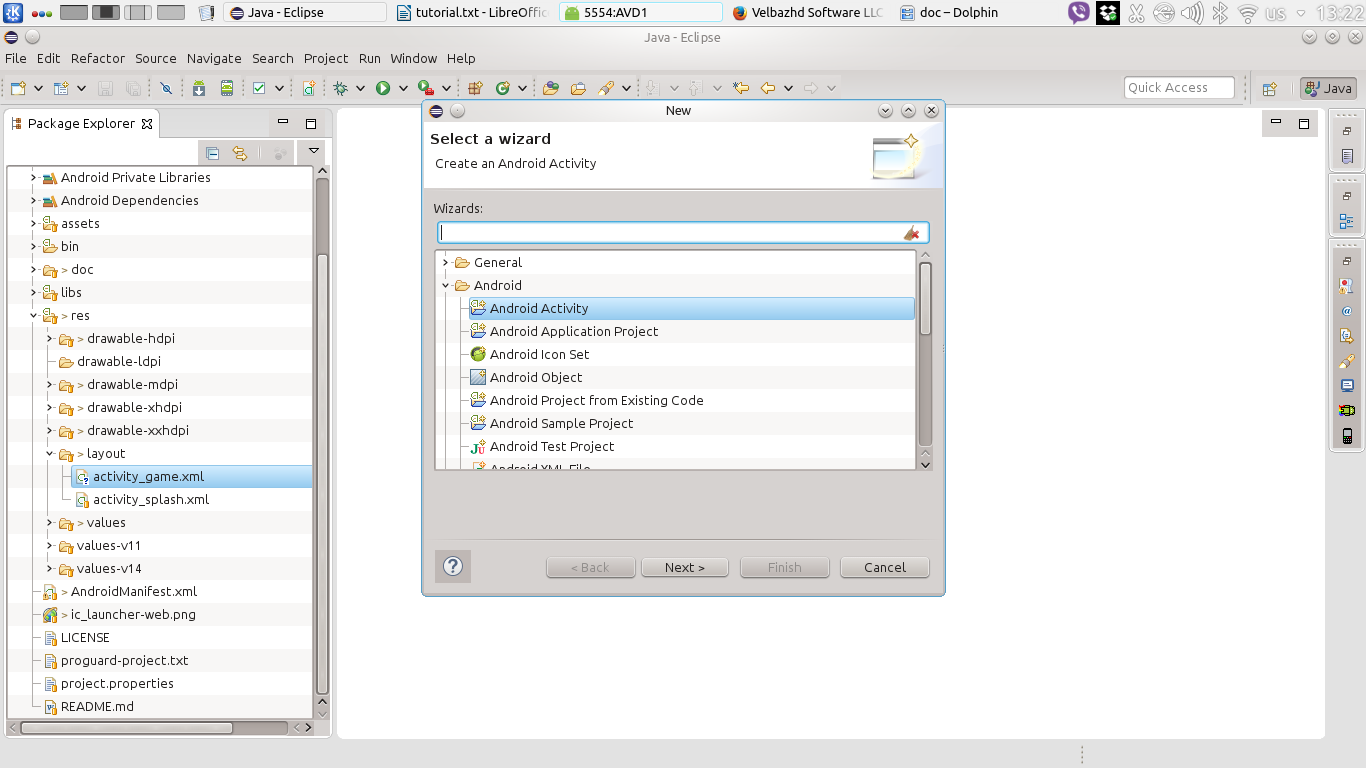 Java - Eclipse
tutorial.txt - LibreOffic
5554:AVD1
Velbazhd Software LLC
doc – Dolphin
us
13:22
Java - Eclipse
File Edit Refactor Source Navigate Search Project Run Window Help
Quick Access
Java
Package Explorer
Android Private Libraries
Android Dependencies
assets
bin
> doc
libs
> res
> drawable-hdpi
drawable-ldpi
> drawable-mdpi
> drawable-xhdpi
> drawable-xxhdpi
> layout
activity_game.xml
activity_splash.xml
> values
values-v11
values-v14
> AndroidManifest.xml
> ic_launcher-web.png
LICENSE
proguard-project.txt
project.properties
README.md
New
Select a wizard
Create an Android Activity
Wizards:
General
Android
Android Activity
Android Application Project
Android Icon Set
Android Object
Android Project from Existing Code
Android Sample Project
Android Test Project
Android XML File
? < Back Next > Finish Cancel